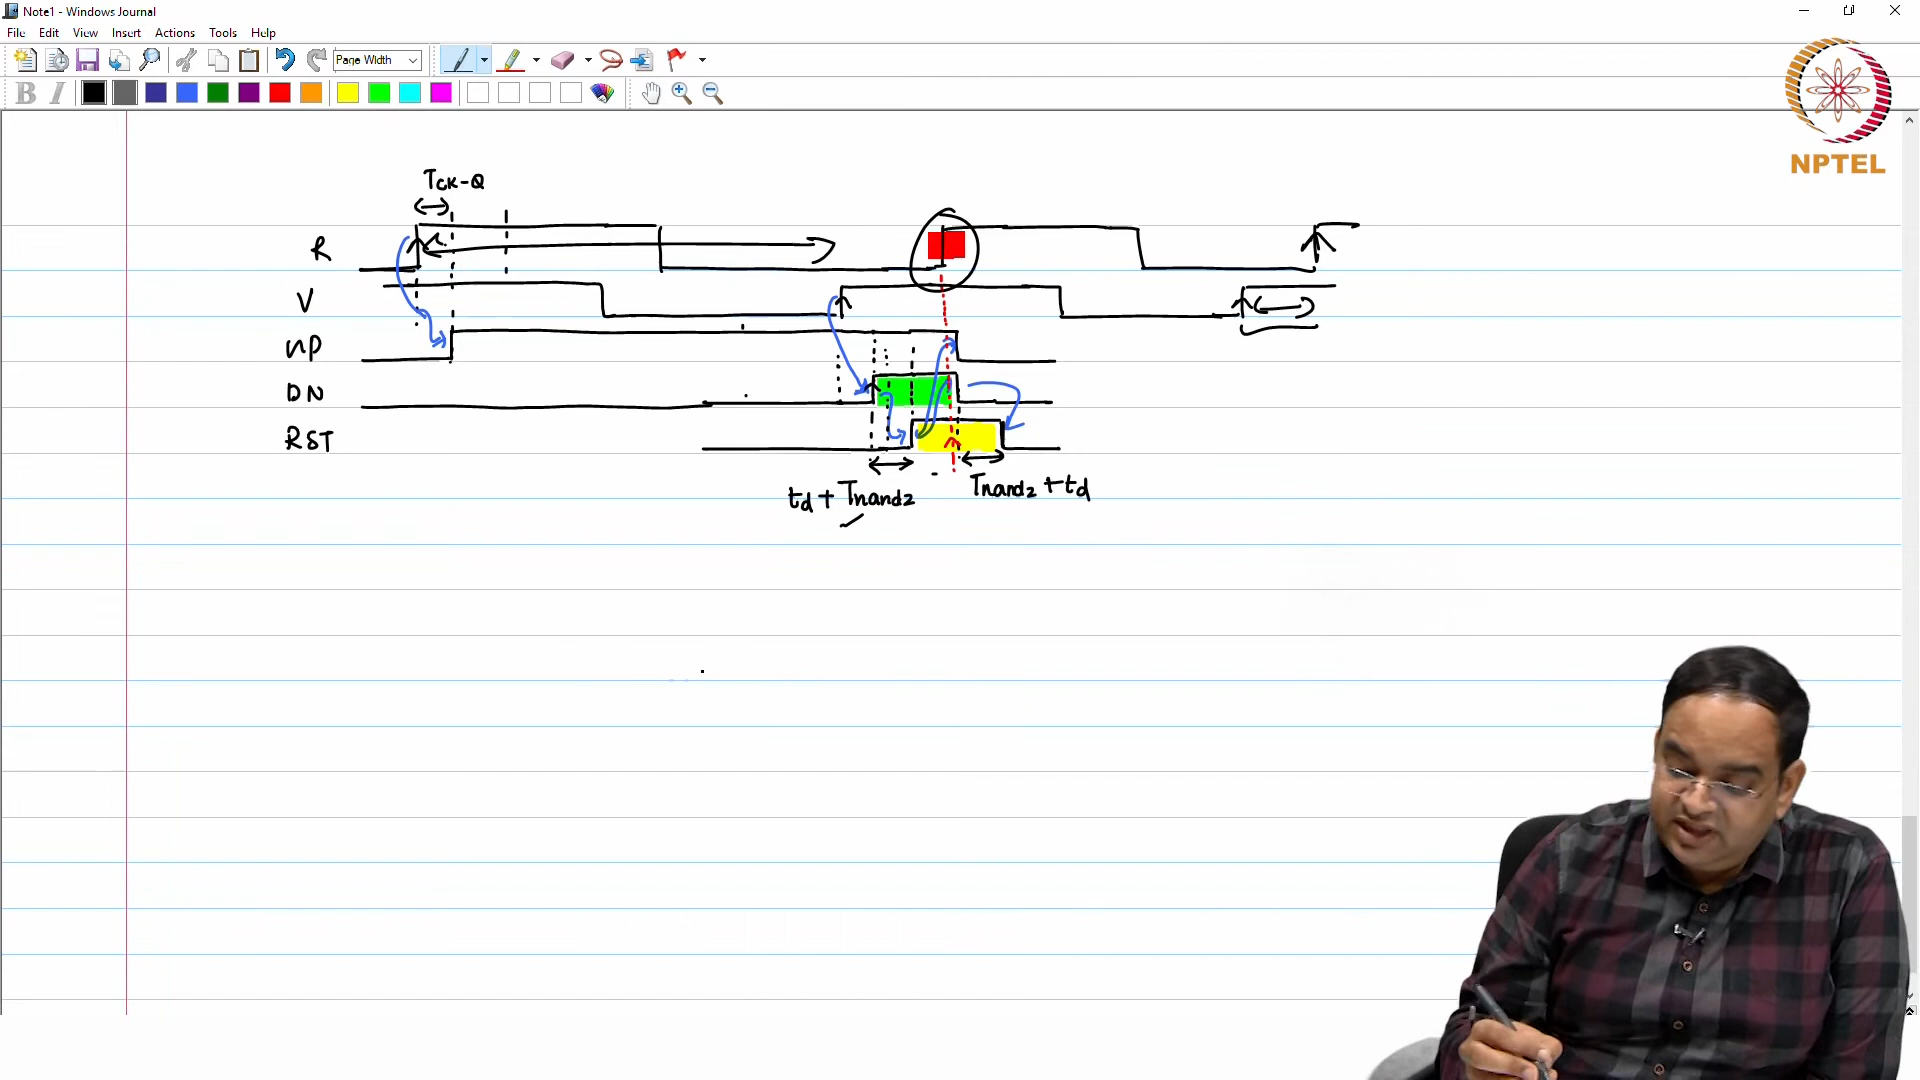 Note1 - Windows Journal
File Edit View Insert Actions Tools Help
Page Width
B I
NPTEL
TCK-Q
R
V
UP
DN
RST
td + Tnand2
Tnand2 + td